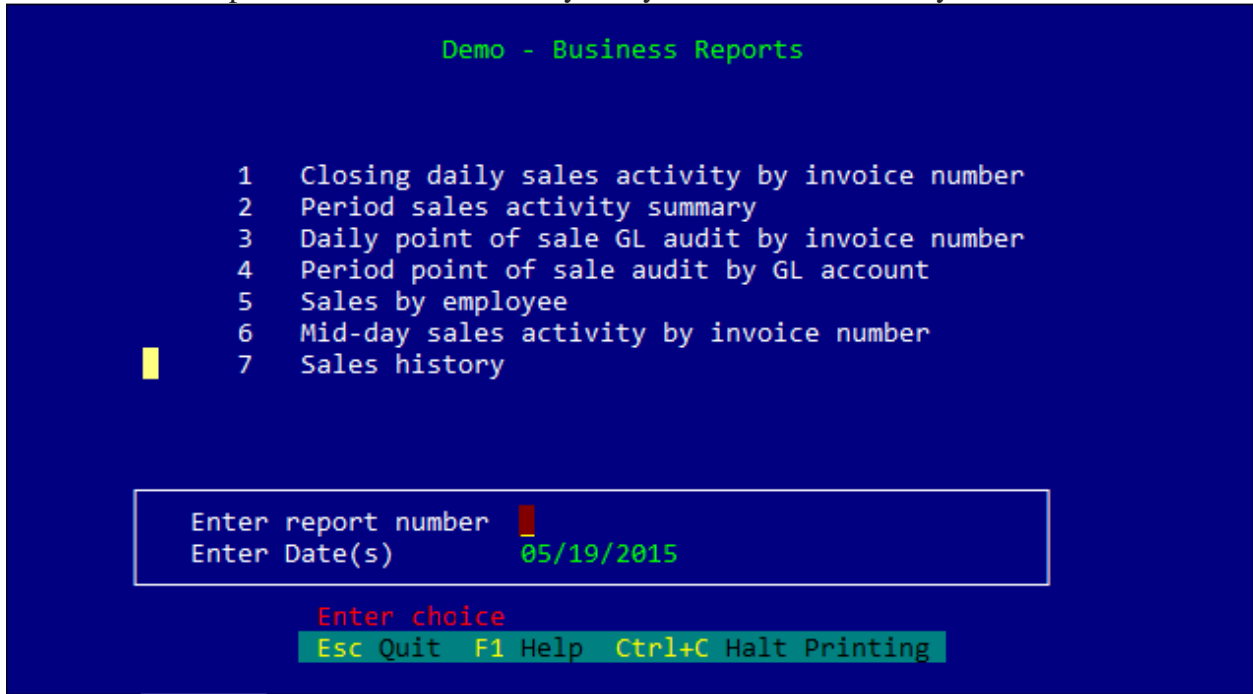 Demo - Business Reports
1 Closing daily sales activity by invoice number
2 Period sales activity summary
3 Daily point of sale GL audit by invoice number
4 Period point of sale audit by GL account
5 Sales by employee
6 Mid-day sales activity by invoice number
7 Sales history
Enter report number
Enter Date(s) 05/19/2015
Enter choice
Esc Quit F1 Help Ctrl+C Halt Printing